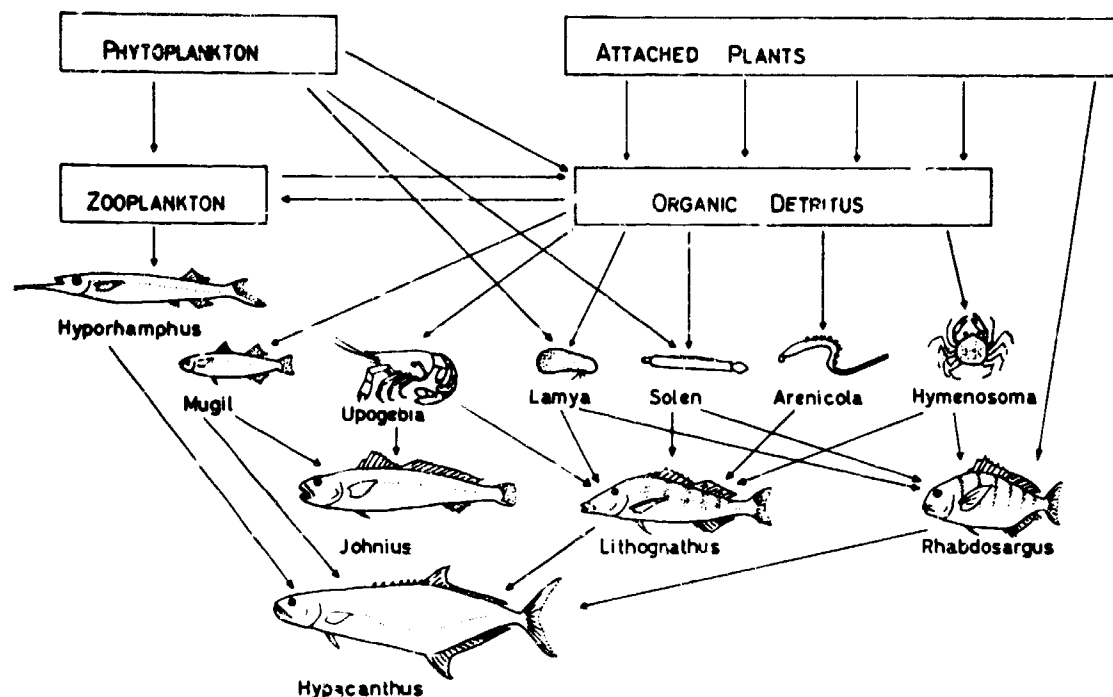 PHYTOPLANKTON
ATTACHED PLANTS
ZOOPLANKTON
ORGANIC DETRITUS
Hyporhamphus
Mugil
Upogebia
Lamya
Solen
Arenicola
Hymenosoma
Johnius
Lithognathus
Rhabdosargus
Hypacanthus